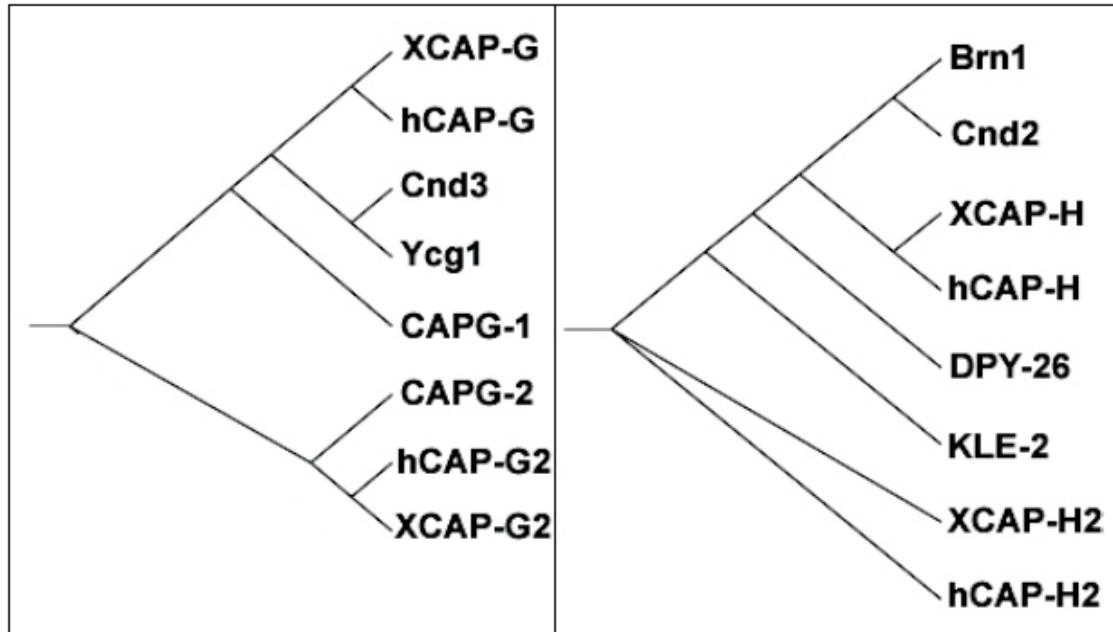 XCAP-G
hCAP-G
Cnd3
Ycg1
CAPG-1
CAPG-2
hCAP-G2
XCAP-G2
Brn1
Cnd2
XCAP-H
hCAP-H
DPY-26
KLE-2
XCAP-H2
hCAP-H2